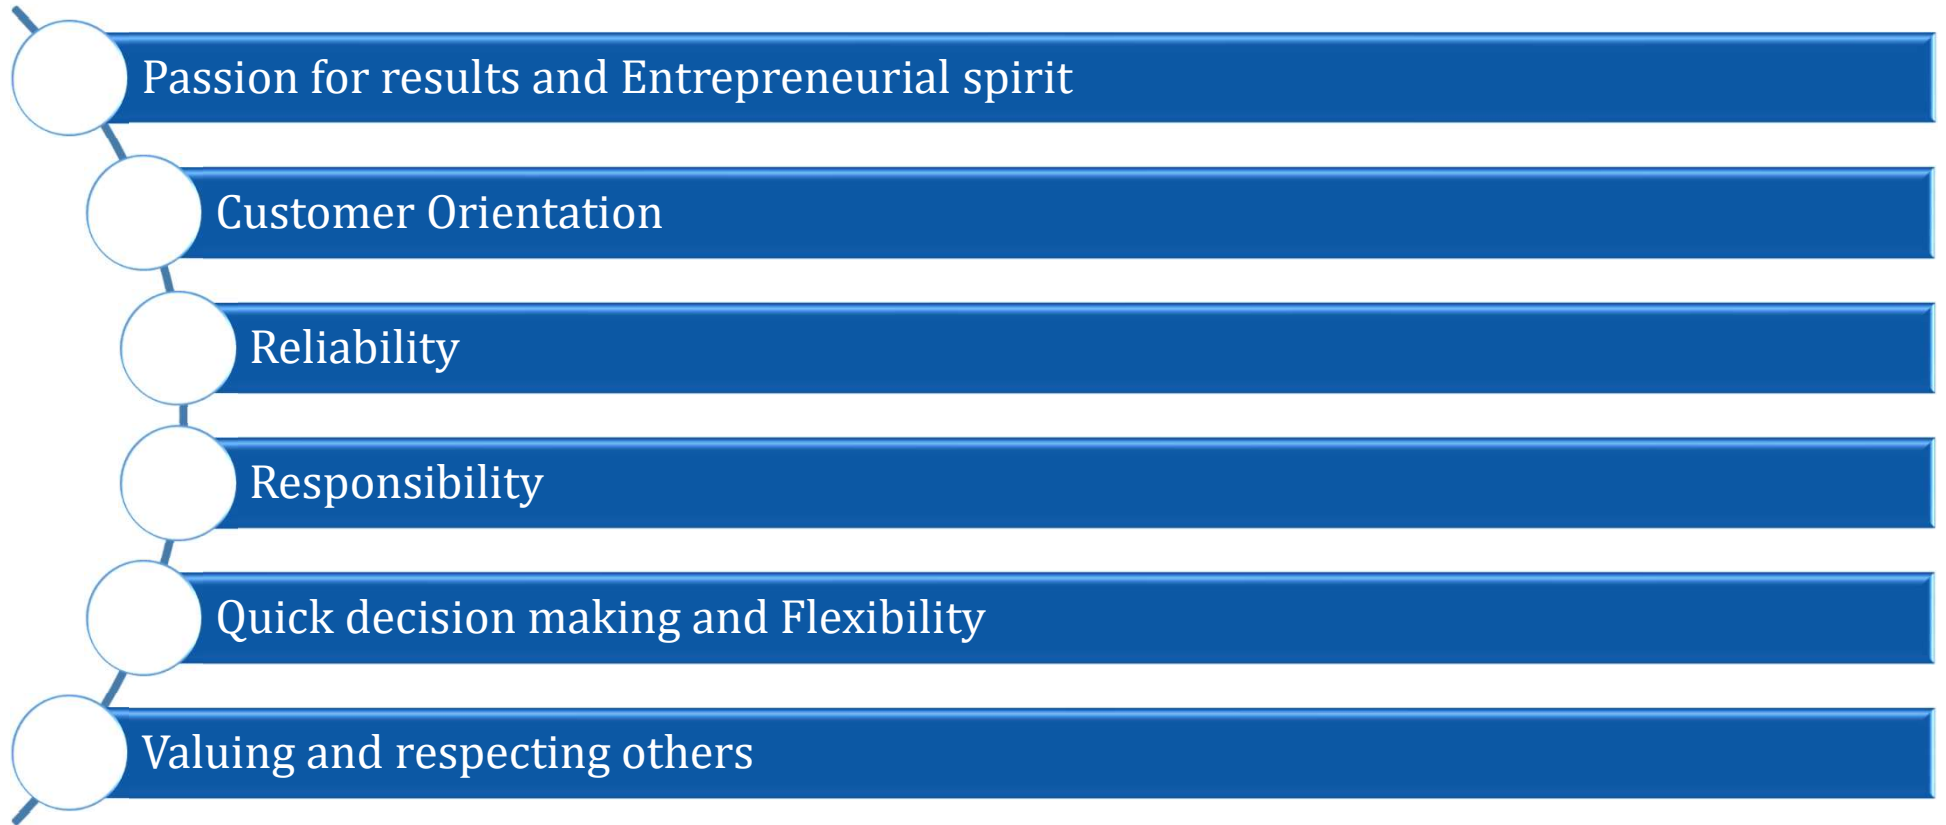 Passion for results and Entrepreneurial spirit
Customer Orientation
Reliability
Responsibility
Quick decision making and Flexibility
Valuing and respecting others